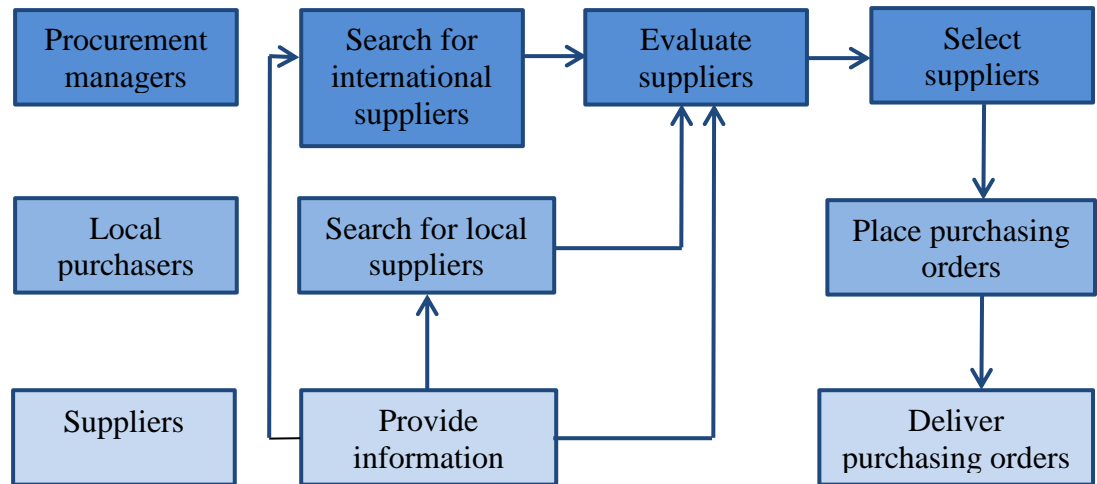 Procurement
managers
Search for
international
suppliers
Evaluate
suppliers
Select
suppliers
Local
purchasers
Search for local
suppliers
Place purchasing
orders
Suppliers
Provide
information
Deliver
purchasing orders